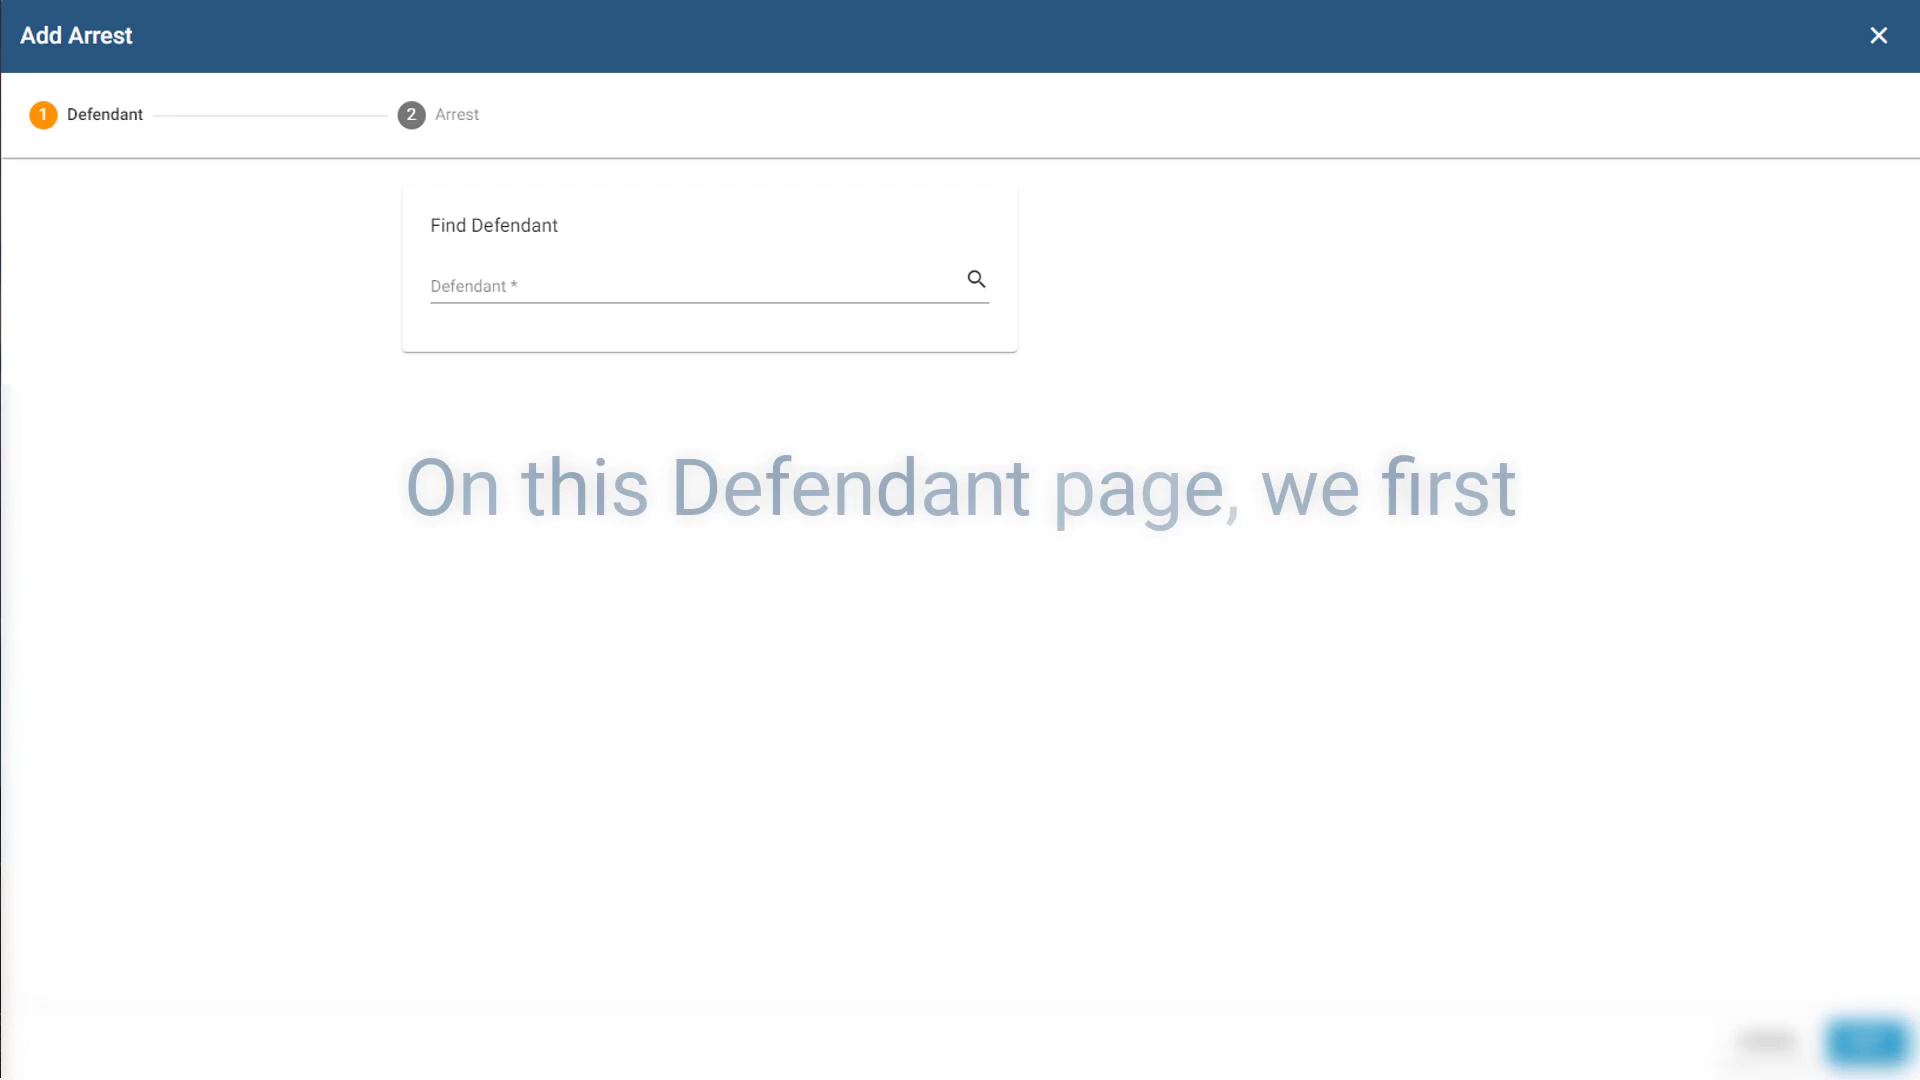 Add Arrest
1 Defendant
2 Arrest
Find Defendant
Defendant *
On this Defendant page, we first